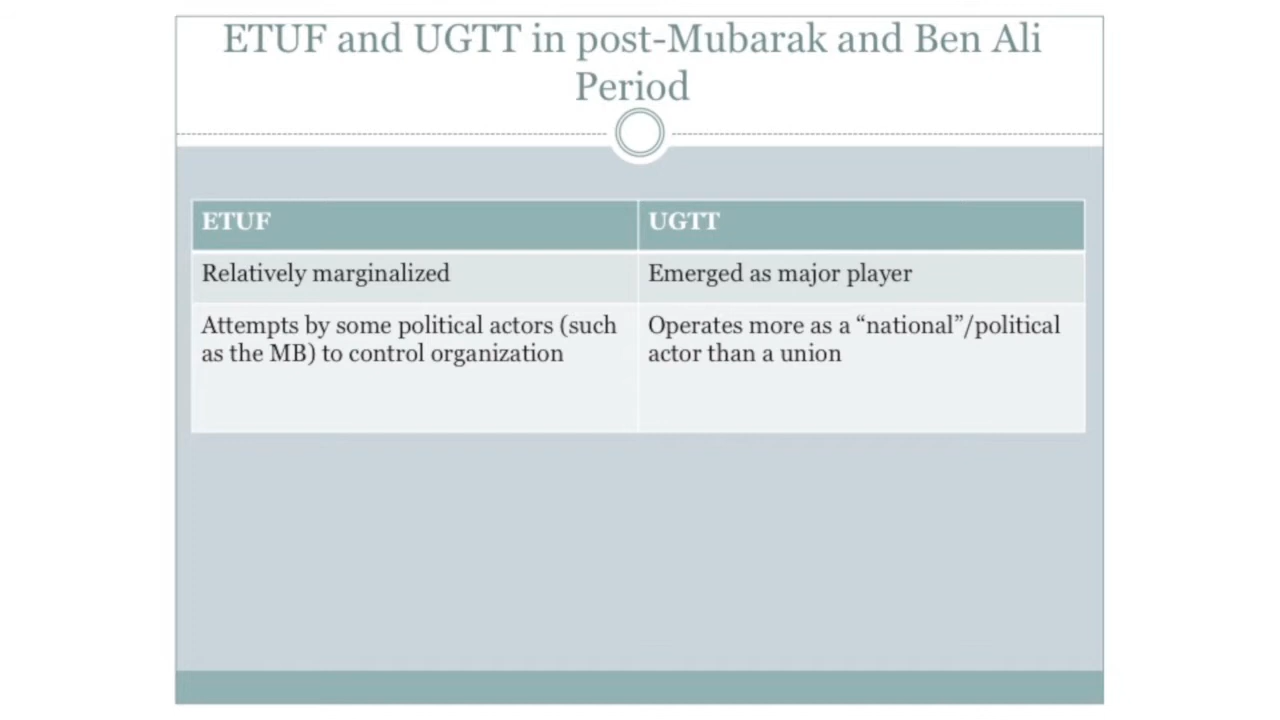 ETUF and UGTT in post-Mubarak and Ben Ali
Period
ETUF
UGTT
Relatively marginalized
Emerged as major player
Attempts by some political actors (such
as the MB) to control organization
Operates more as a “national”/political
actor than a union